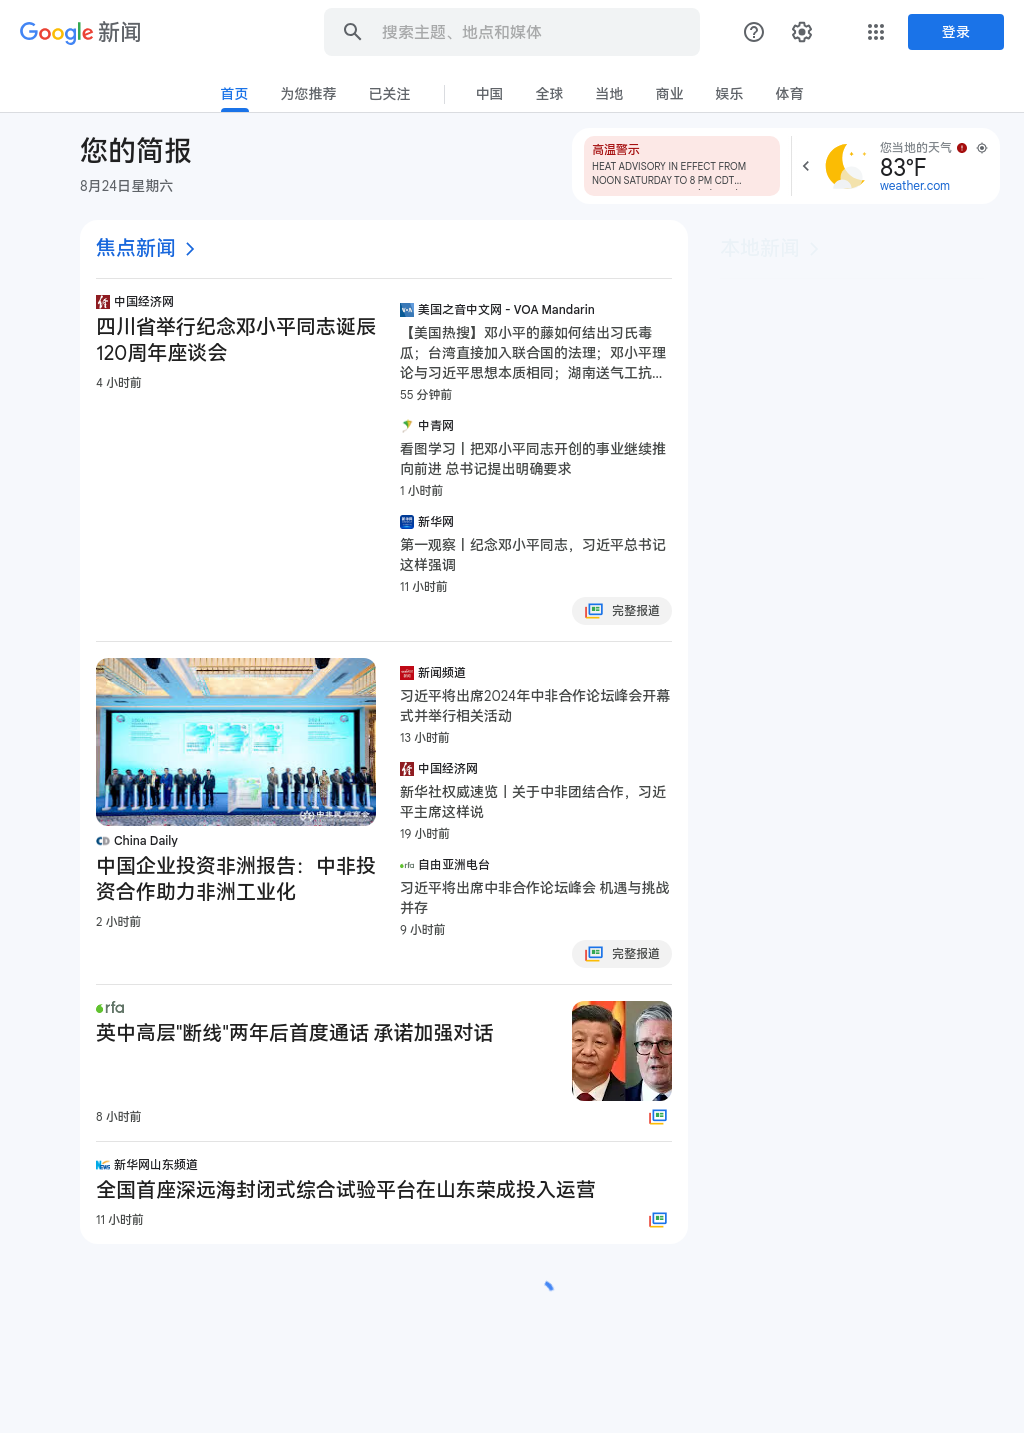 Google 新闻
搜索主题、地点和媒体
登录
首页
为您推荐
已关注
中国
全球
当地
商业
娱乐
体育
您的简报
8月24日星期六
高温警示
HEAT ADVISORY IN EFFECT FROM
NOON SATURDAY TO 8 PM CDT...
您当地的天气
83°F
weather.com
焦点新闻
本地新闻
中国经济网
四川省举行纪念邓小平同志诞辰
120周年座谈会
4 小时前
美国之音中文网 - VOA Mandarin
【美国热搜】邓小平的藤如何结出习氏毒
瓜；台湾直接加入联合国的法理；邓小平理
论与习近平思想本质相同；湖南送气工抗...
55 分钟前
中青网
看图学习丨把邓小平同志开创的事业继续推
向前进 总书记提出明确要求
1 小时前
新华网
第一观察丨纪念邓小平同志，习近平总书记
这样强调
11 小时前
完整报道
China Daily
中国企业投资非洲报告：中非投
资合作助力非洲工业化
2 小时前
新闻频道
习近平将出席2024年中非合作论坛峰会开幕
式并举行相关活动
13 小时前
中国经济网
新华社权威速览丨关于中非团结合作，习近
平主席这样说
19 小时前
rfa 自由亚洲电台
习近平将出席中非合作论坛峰会 机遇与挑战
并存
9 小时前
完整报道
rfa
英中高层"断线"两年后首度通话 承诺加强对话
8 小时前
新华网山东频道
全国首座深远海封闭式综合试验平台在山东荣成投入运营
11 小时前